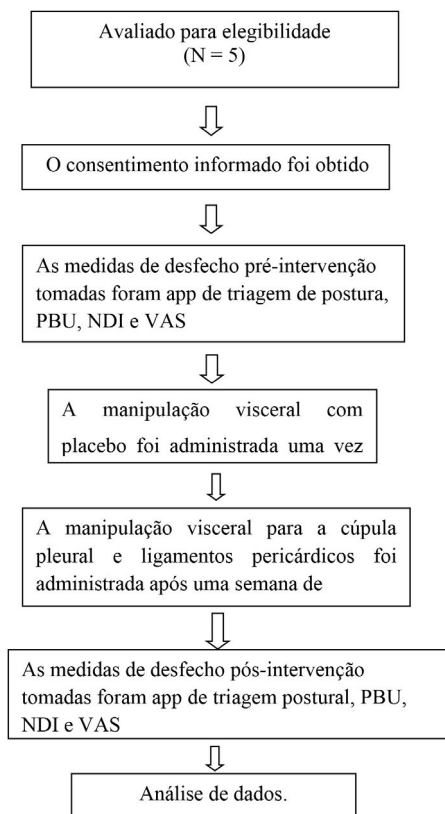 Avaliado para elegibilidade
(N = 5)
O consentimento informado foi obtido
As medidas de desfecho pré-intervenção
tomadas foram app de triagem de postura,
PBU, NDI e VAS
A manipulação visceral com
placebo foi administrada uma vez
A manipulação visceral para a cúpula
pleural e ligamentos pericárdicos foi
administrada após uma semana de
As medidas de desfecho pós-intervenção
tomadas foram app de triagem postural, PBU,
NDI e VAS
Análise de dados.